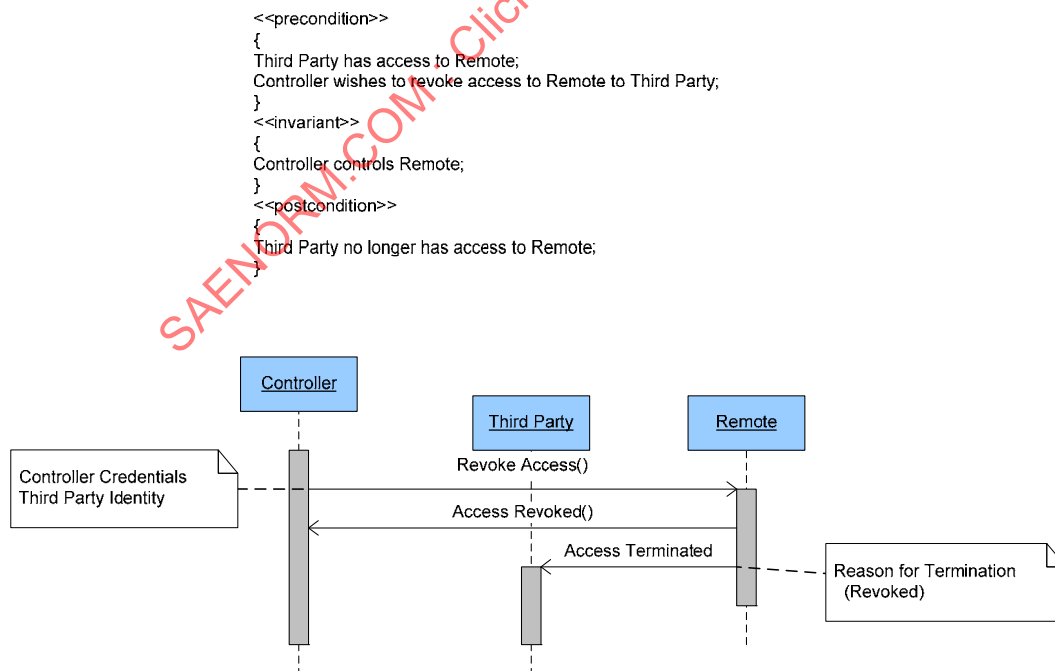 <<precondition>>
{
Third Party has access to Remote;
Controller wishes to revoke access to Remote to Third Party;
}
<<invariant>>
{
Controller controls Remote;
}
<<postcondition>>
{
Third Party no longer has access to Remote;
}
SAENORM.COM : Click
Controller
Third Party
Remote
Controller Credentials
Third Party Identity
Revoke Access()
Access Revoked()
Access Terminated
Reason for Termination
(Revoked)